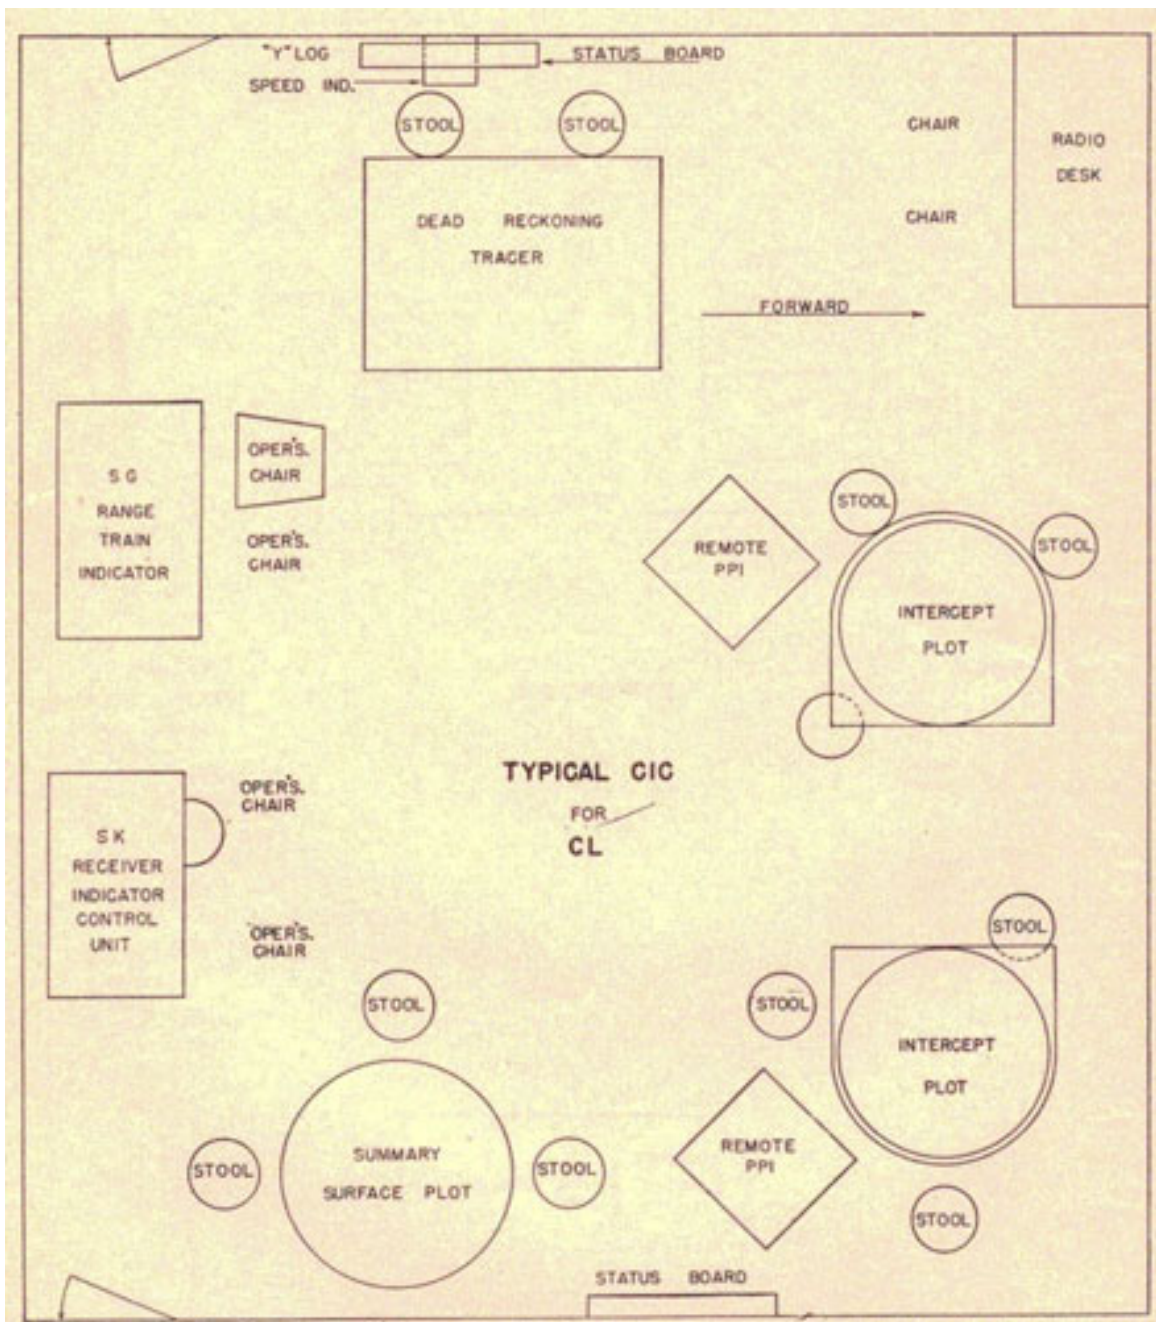 "Y" LOG
STATUS BOARD
SPEED IND.
STOOL
STOOL
CHAIR
RADIO
DESK
DEAD RECKONING
TRACER
CHAIR
FORWARD
S G
RANGE
TRAIN
INDICATOR
OPER'S.
CHAIR
OPER'S.
CHAIR
REMOTE
PPI
STOOL
STOOL
INTERCEPT
PLOT
TYPICAL CIC
FOR
CL
S K
RECEIVER
INDICATOR
CONTROL
UNIT
OPER'S.
CHAIR
OPER'S.
CHAIR
STOOL
STOOL
STOOL
INTERCEPT
PLOT
SUMMARY
SURFACE PLOT
STOOL
STOOL
REMOTE
PPI
STOOL
STATUS BOARD